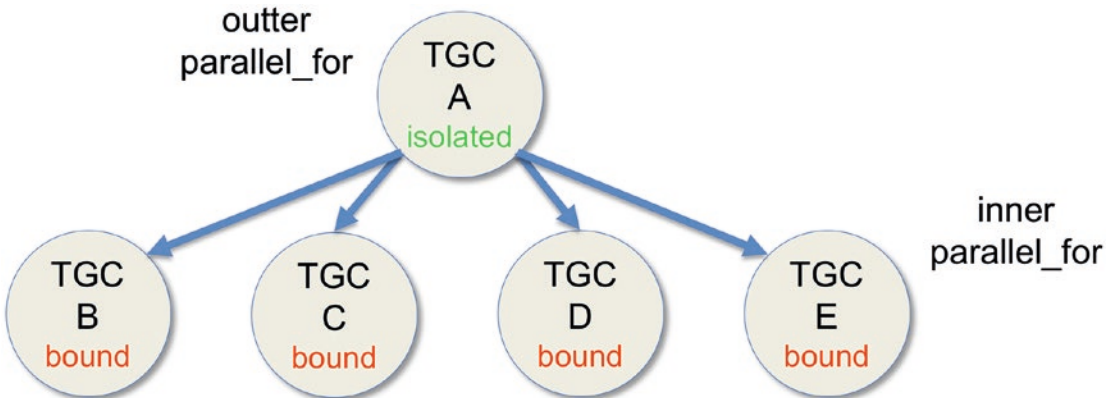 outter
parallel_for
TGC
A
isolated
inner
parallel_for
TGC
B
bound
TGC
C
bound
TGC
D
bound
TGC
E
bound